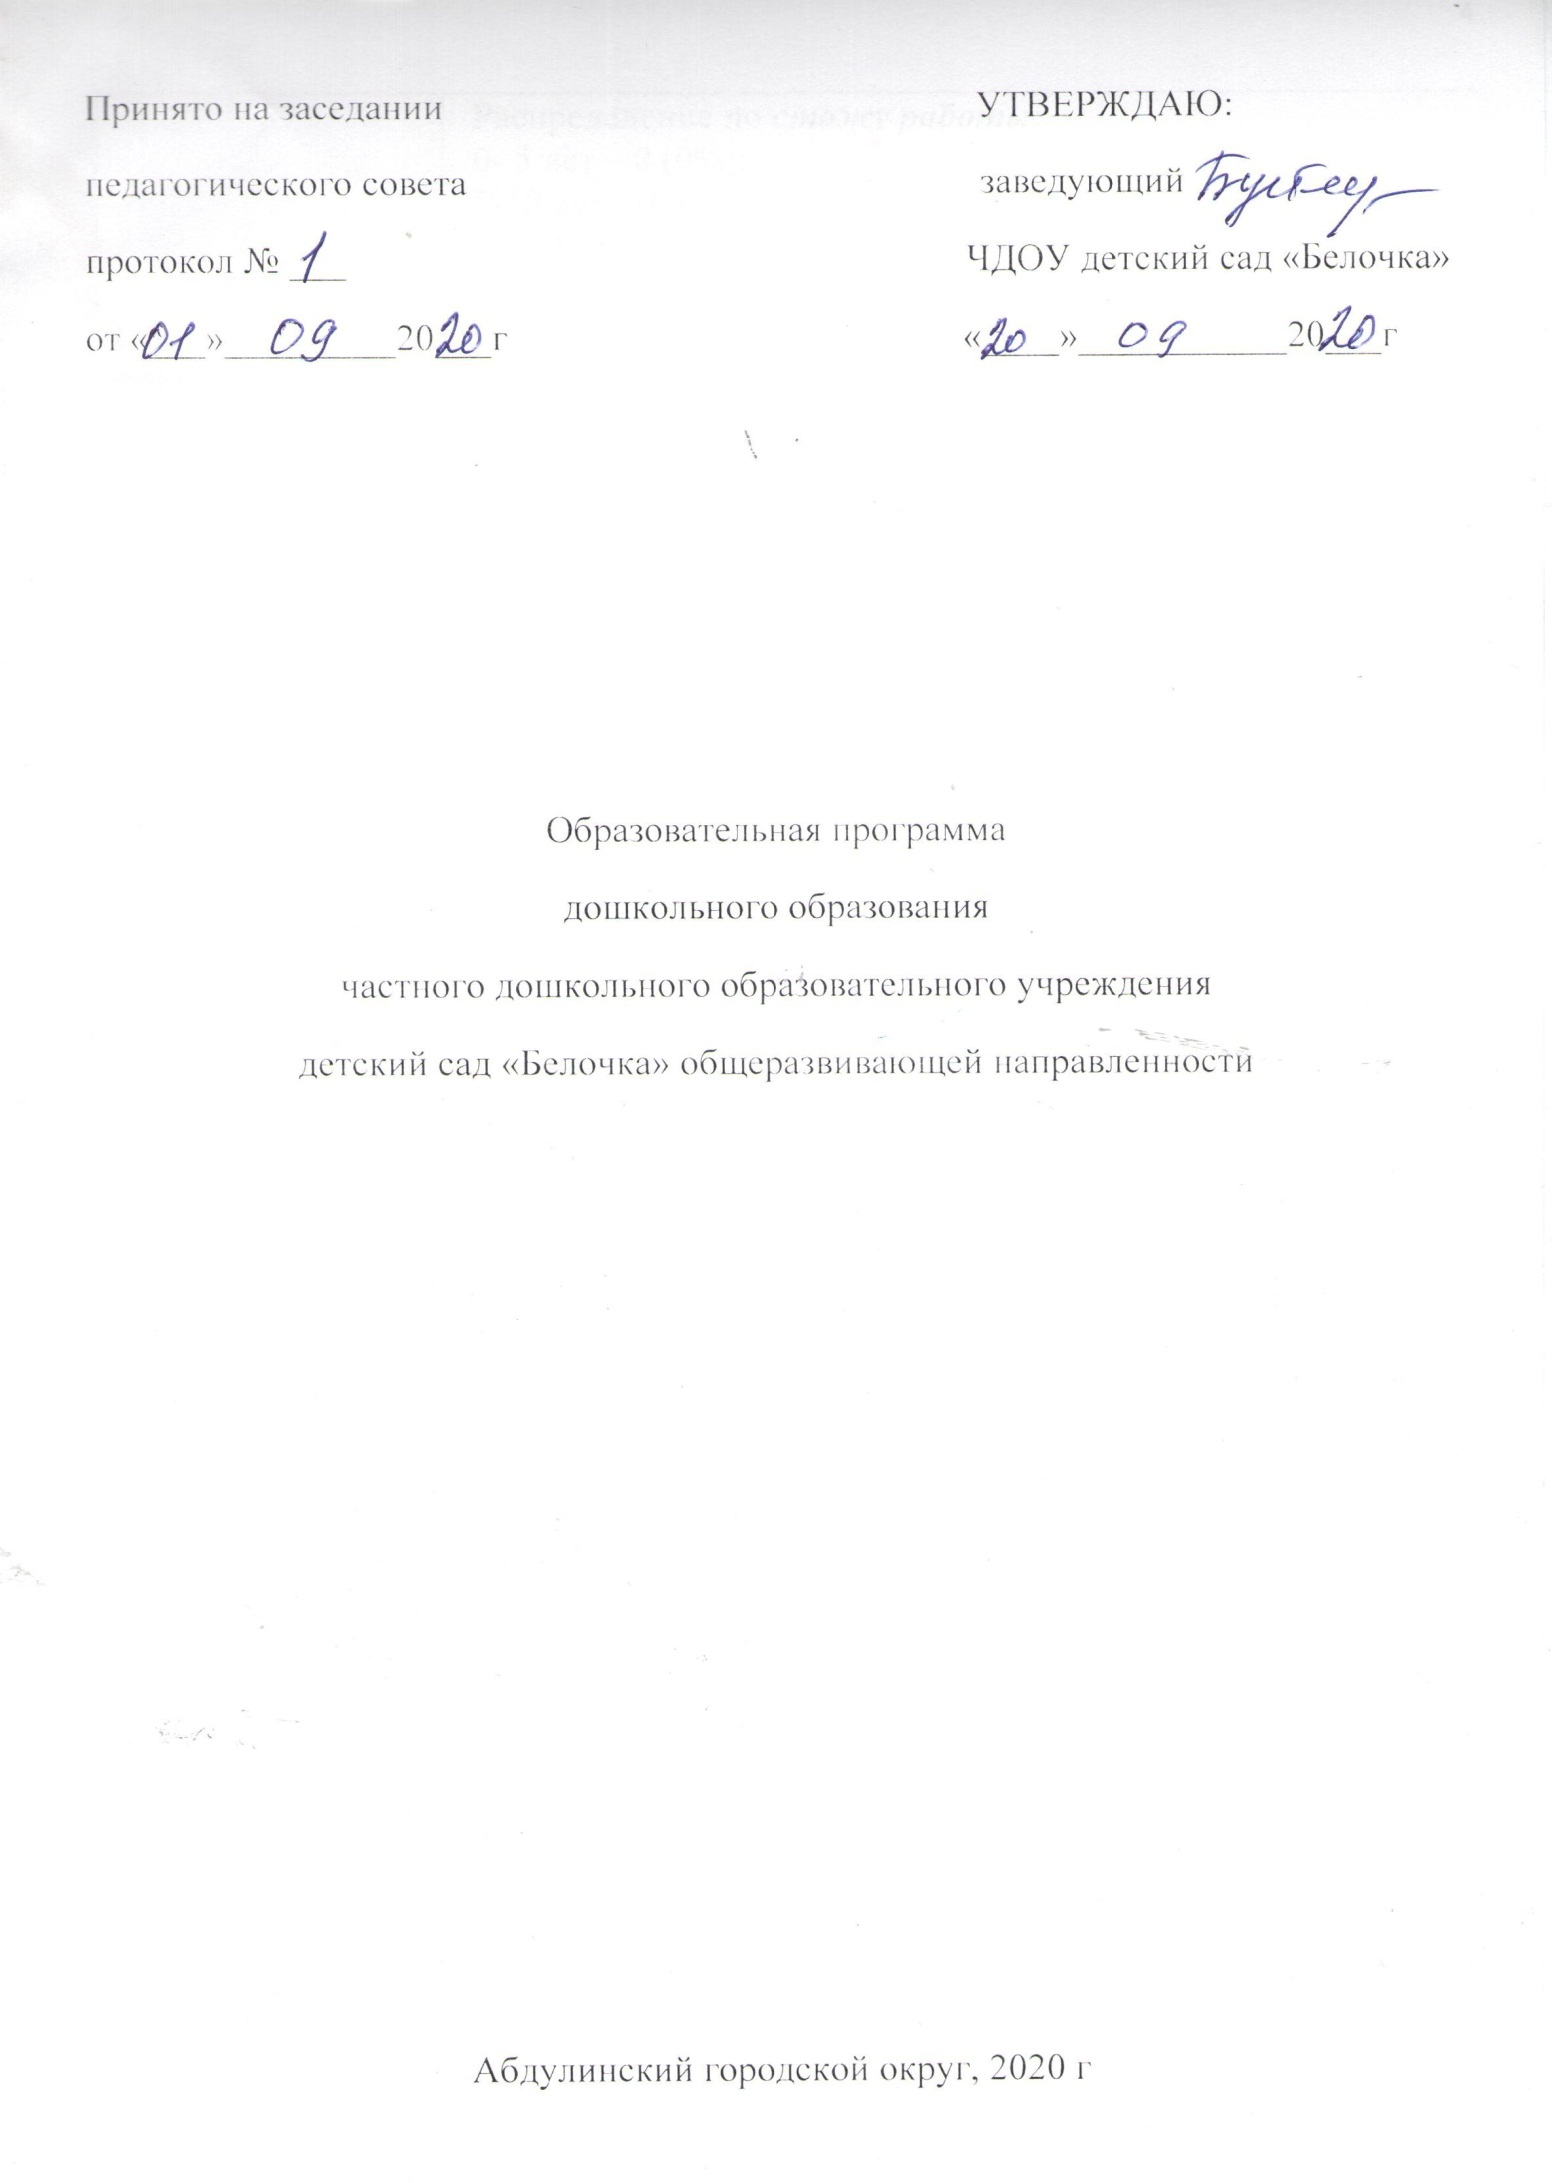 Принято на заседании
педагогического совета
протокол № 1
от «01» 09 2020 г
УТВЕРЖДАЮ:
заведующий
ЧДОУ детский сад «Белочка»
«20» 09 2020 г
Образовательная программа
дошкольного образования
частного дошкольного образовательного учреждения
детский сад «Белочка» общеразвивающей направленности
Абдулинский городской округ, 2020 г